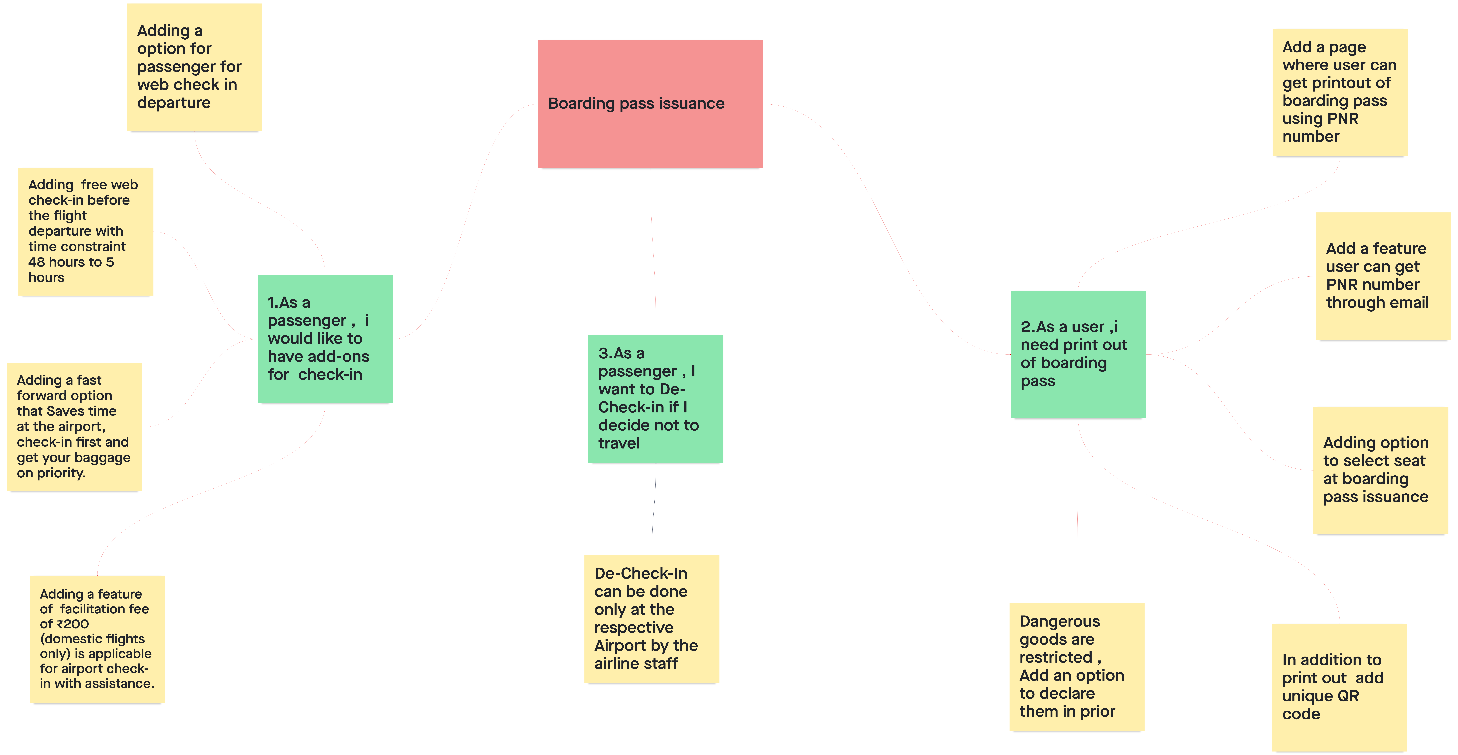 Boarding pass issuance
Adding a
option for
passenger for
web check in
departure
Adding  free web
check-in before
the flight
departure with
time constraint
48 hours to 5
hours
1.As a
passenger ,  i
would like to
have add-ons
for  check-in
Adding a fast
forward option
that Saves time
at the airport,
check-in first and
get your baggage
on priority.
Adding a feature
of  facilitation fee
of ₹200
(domestic flights
only) is applicable
for airport check-
in with assistance.
3.As a
passenger , I
want to De-
Check-in if I
decide not to
travel
De-Check-In
can be done
only at the
respective
Airport by the
airline staff
2.As a user ,i
need print out
of boarding
pass
Add a page
where user can
get printout of
boarding pass
using PNR
number
Add a feature
user can get
PNR number
through email
Adding option
to select seat
at boarding
pass issuance
Dangerous
goods are
restricted ,
Add an option
to declare
them in prior
In addition to
print out  add
unique QR
code